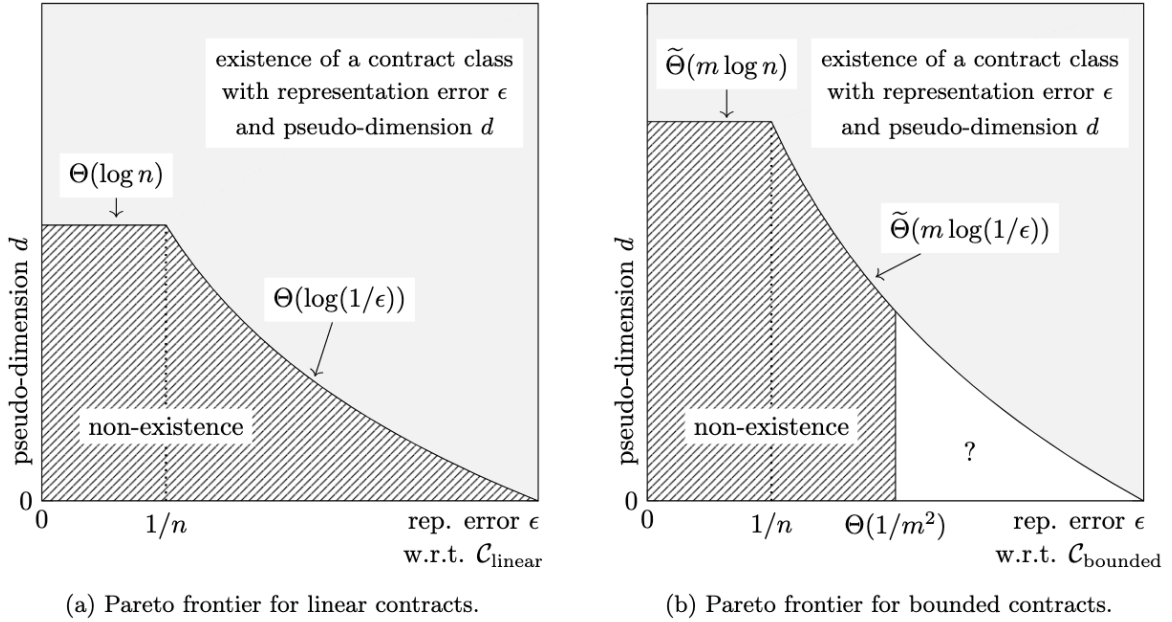 existence of a contract class
with representation error ϵ
and pseudo-dimension d
Θ(log n)
Θ(log(1/ϵ))
non-existence
pseudo-dimension d
0
0
1/n
rep. error ϵ
w.r.t. 𝒞linear
(a) Pareto frontier for linear contracts.
Θ̃(m log n)
existence of a contract class
with representation error ϵ
and pseudo-dimension d
Θ̃(m log(1/ϵ))
non-existence
?
pseudo-dimension d
0
0
1/n
Θ(1/m²)
rep. error ϵ
w.r.t. 𝒞bounded
(b) Pareto frontier for bounded contracts.